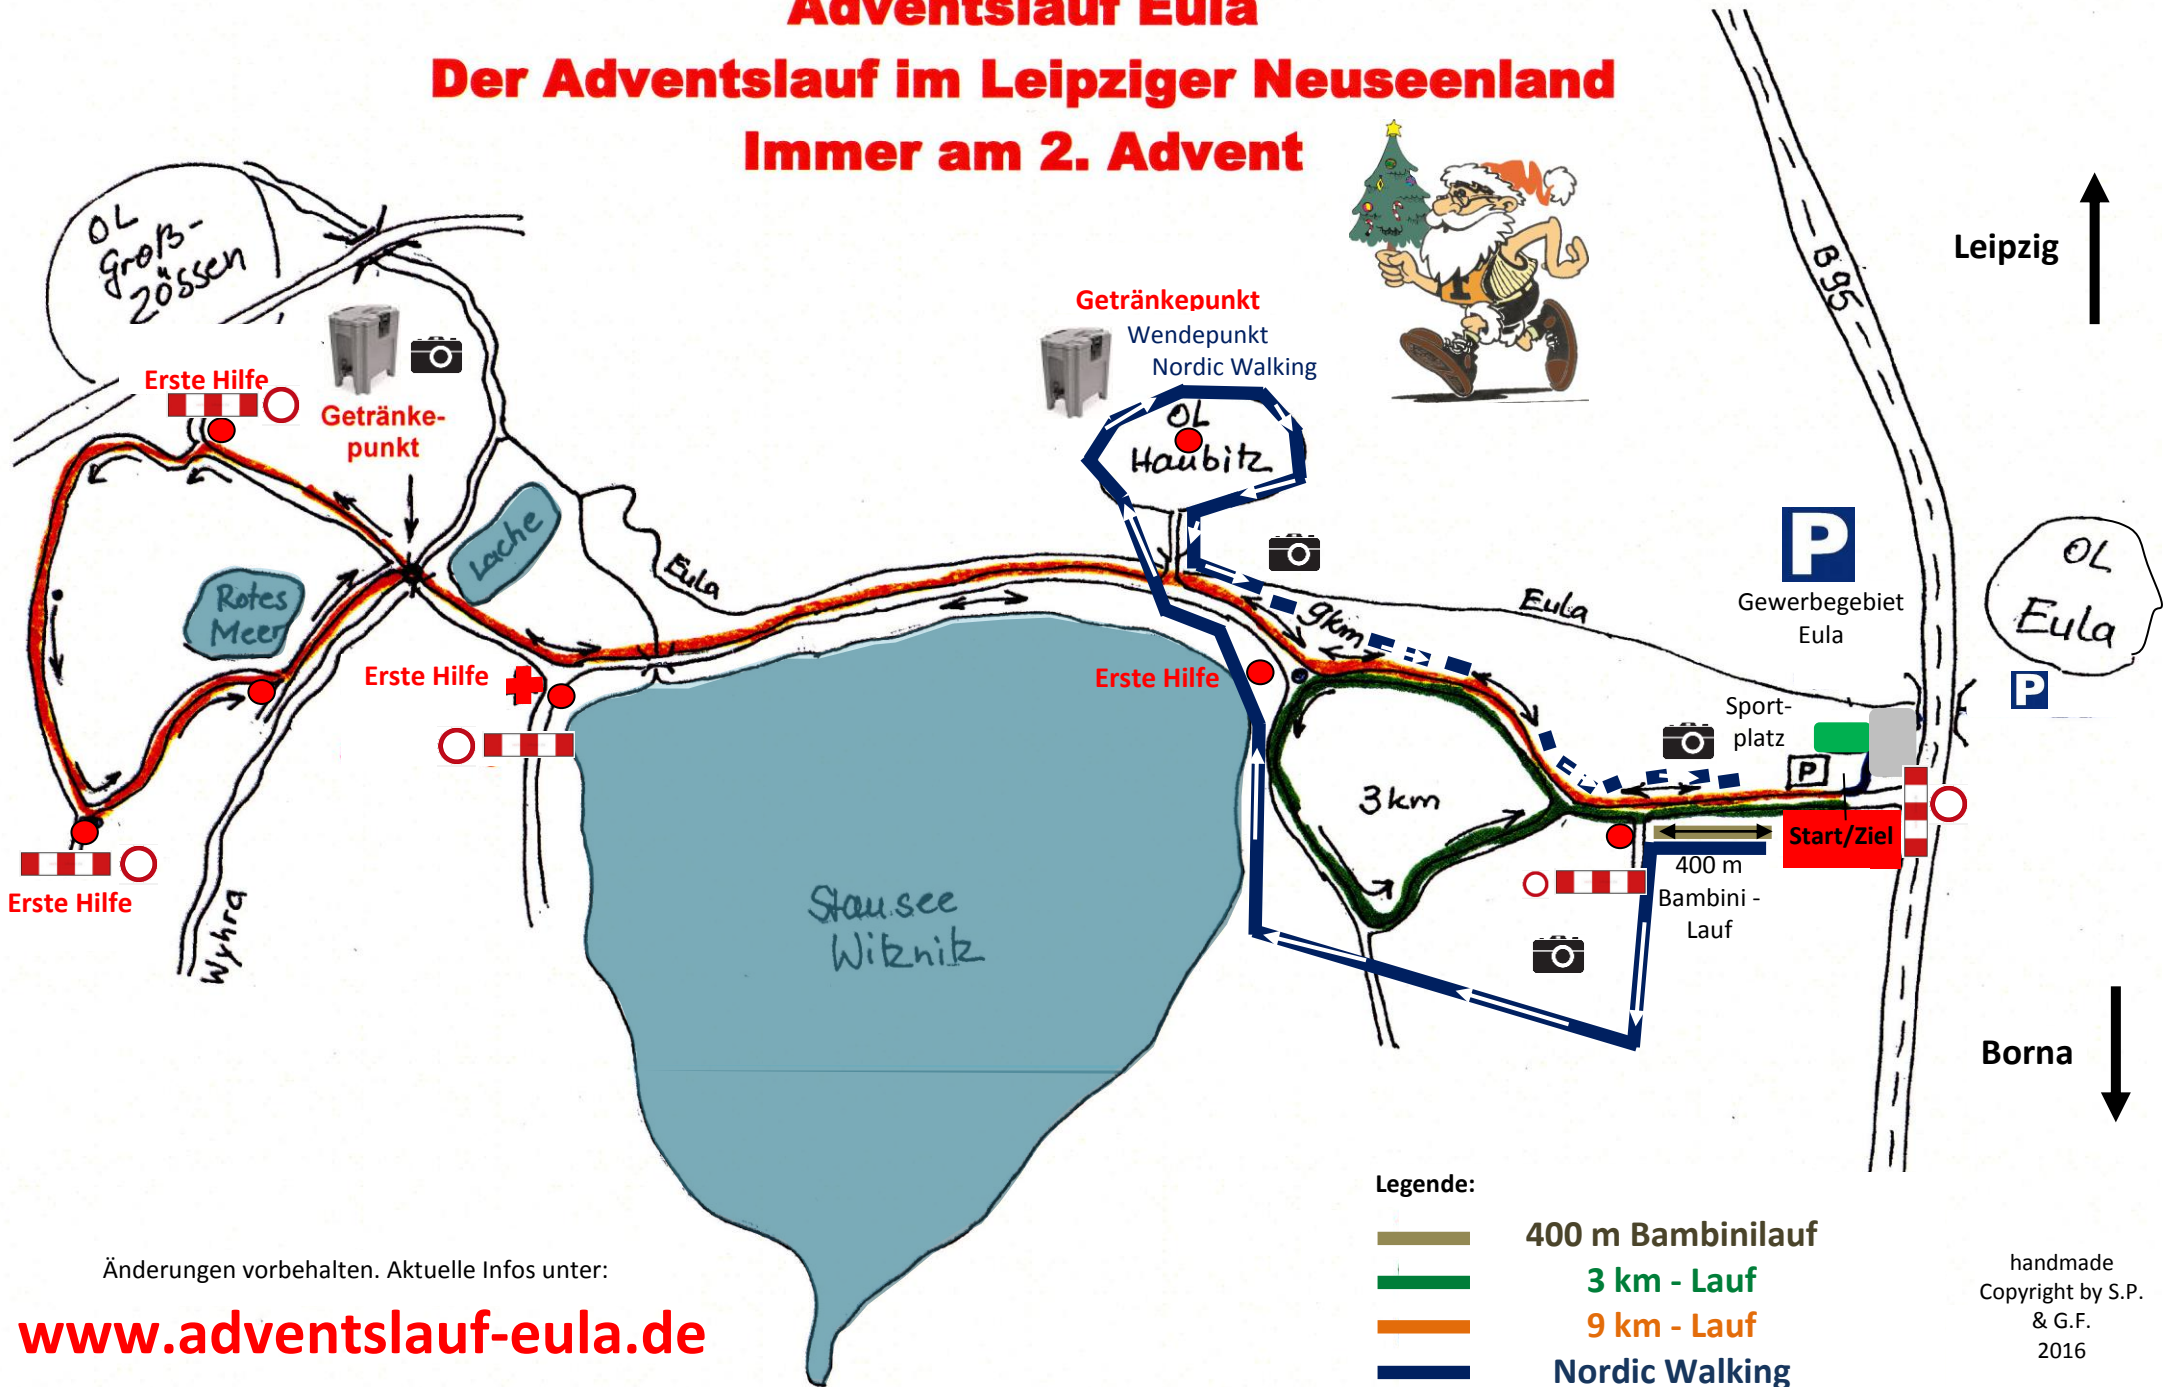 Adventslauf Eula
Der Adventslauf im Leipziger Neuseenland
Immer am 2. Advent
OL
Groß-
zössen
B95
Leipzig
Getränkepunkt
Wendepunkt
Nordic Walking
Erste Hilfe
Getränke-
punkt
OL
Haubitz
Lache
Eula
Rotes
Meer
Eula
9km
P
Gewerbegebiet
Eula
OL
Eula
P
Erste Hilfe
Erste Hilfe
Sport-
platz
P
3km
Start/Ziel
400 m
Bambini -
Lauf
Erste Hilfe
Wyhra
Stausee
Witznitz
Borna
Legende:
400 m Bambinilauf
3 km - Lauf
9 km - Lauf
Nordic Walking
Änderungen vorbehalten. Aktuelle Infos unter:
www.adventslauf-eula.de
handmade
Copyright by S.P.
& G.F.
2016